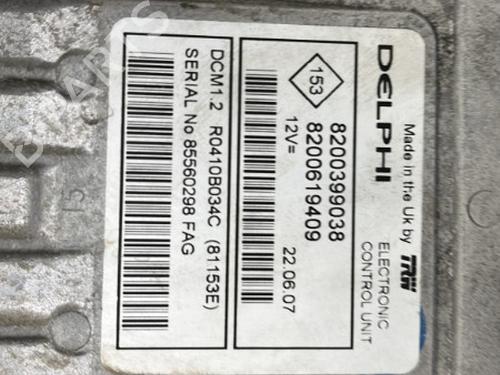 DELPHI
Made in the Uk by TRW
ELECTRONIC
CONTROL UNIT
153
8200399038
8200619409
12V=
22.06.07
DCM1.2 R0410B034C (81153E)
SERIAL No 85560298 FAG
15